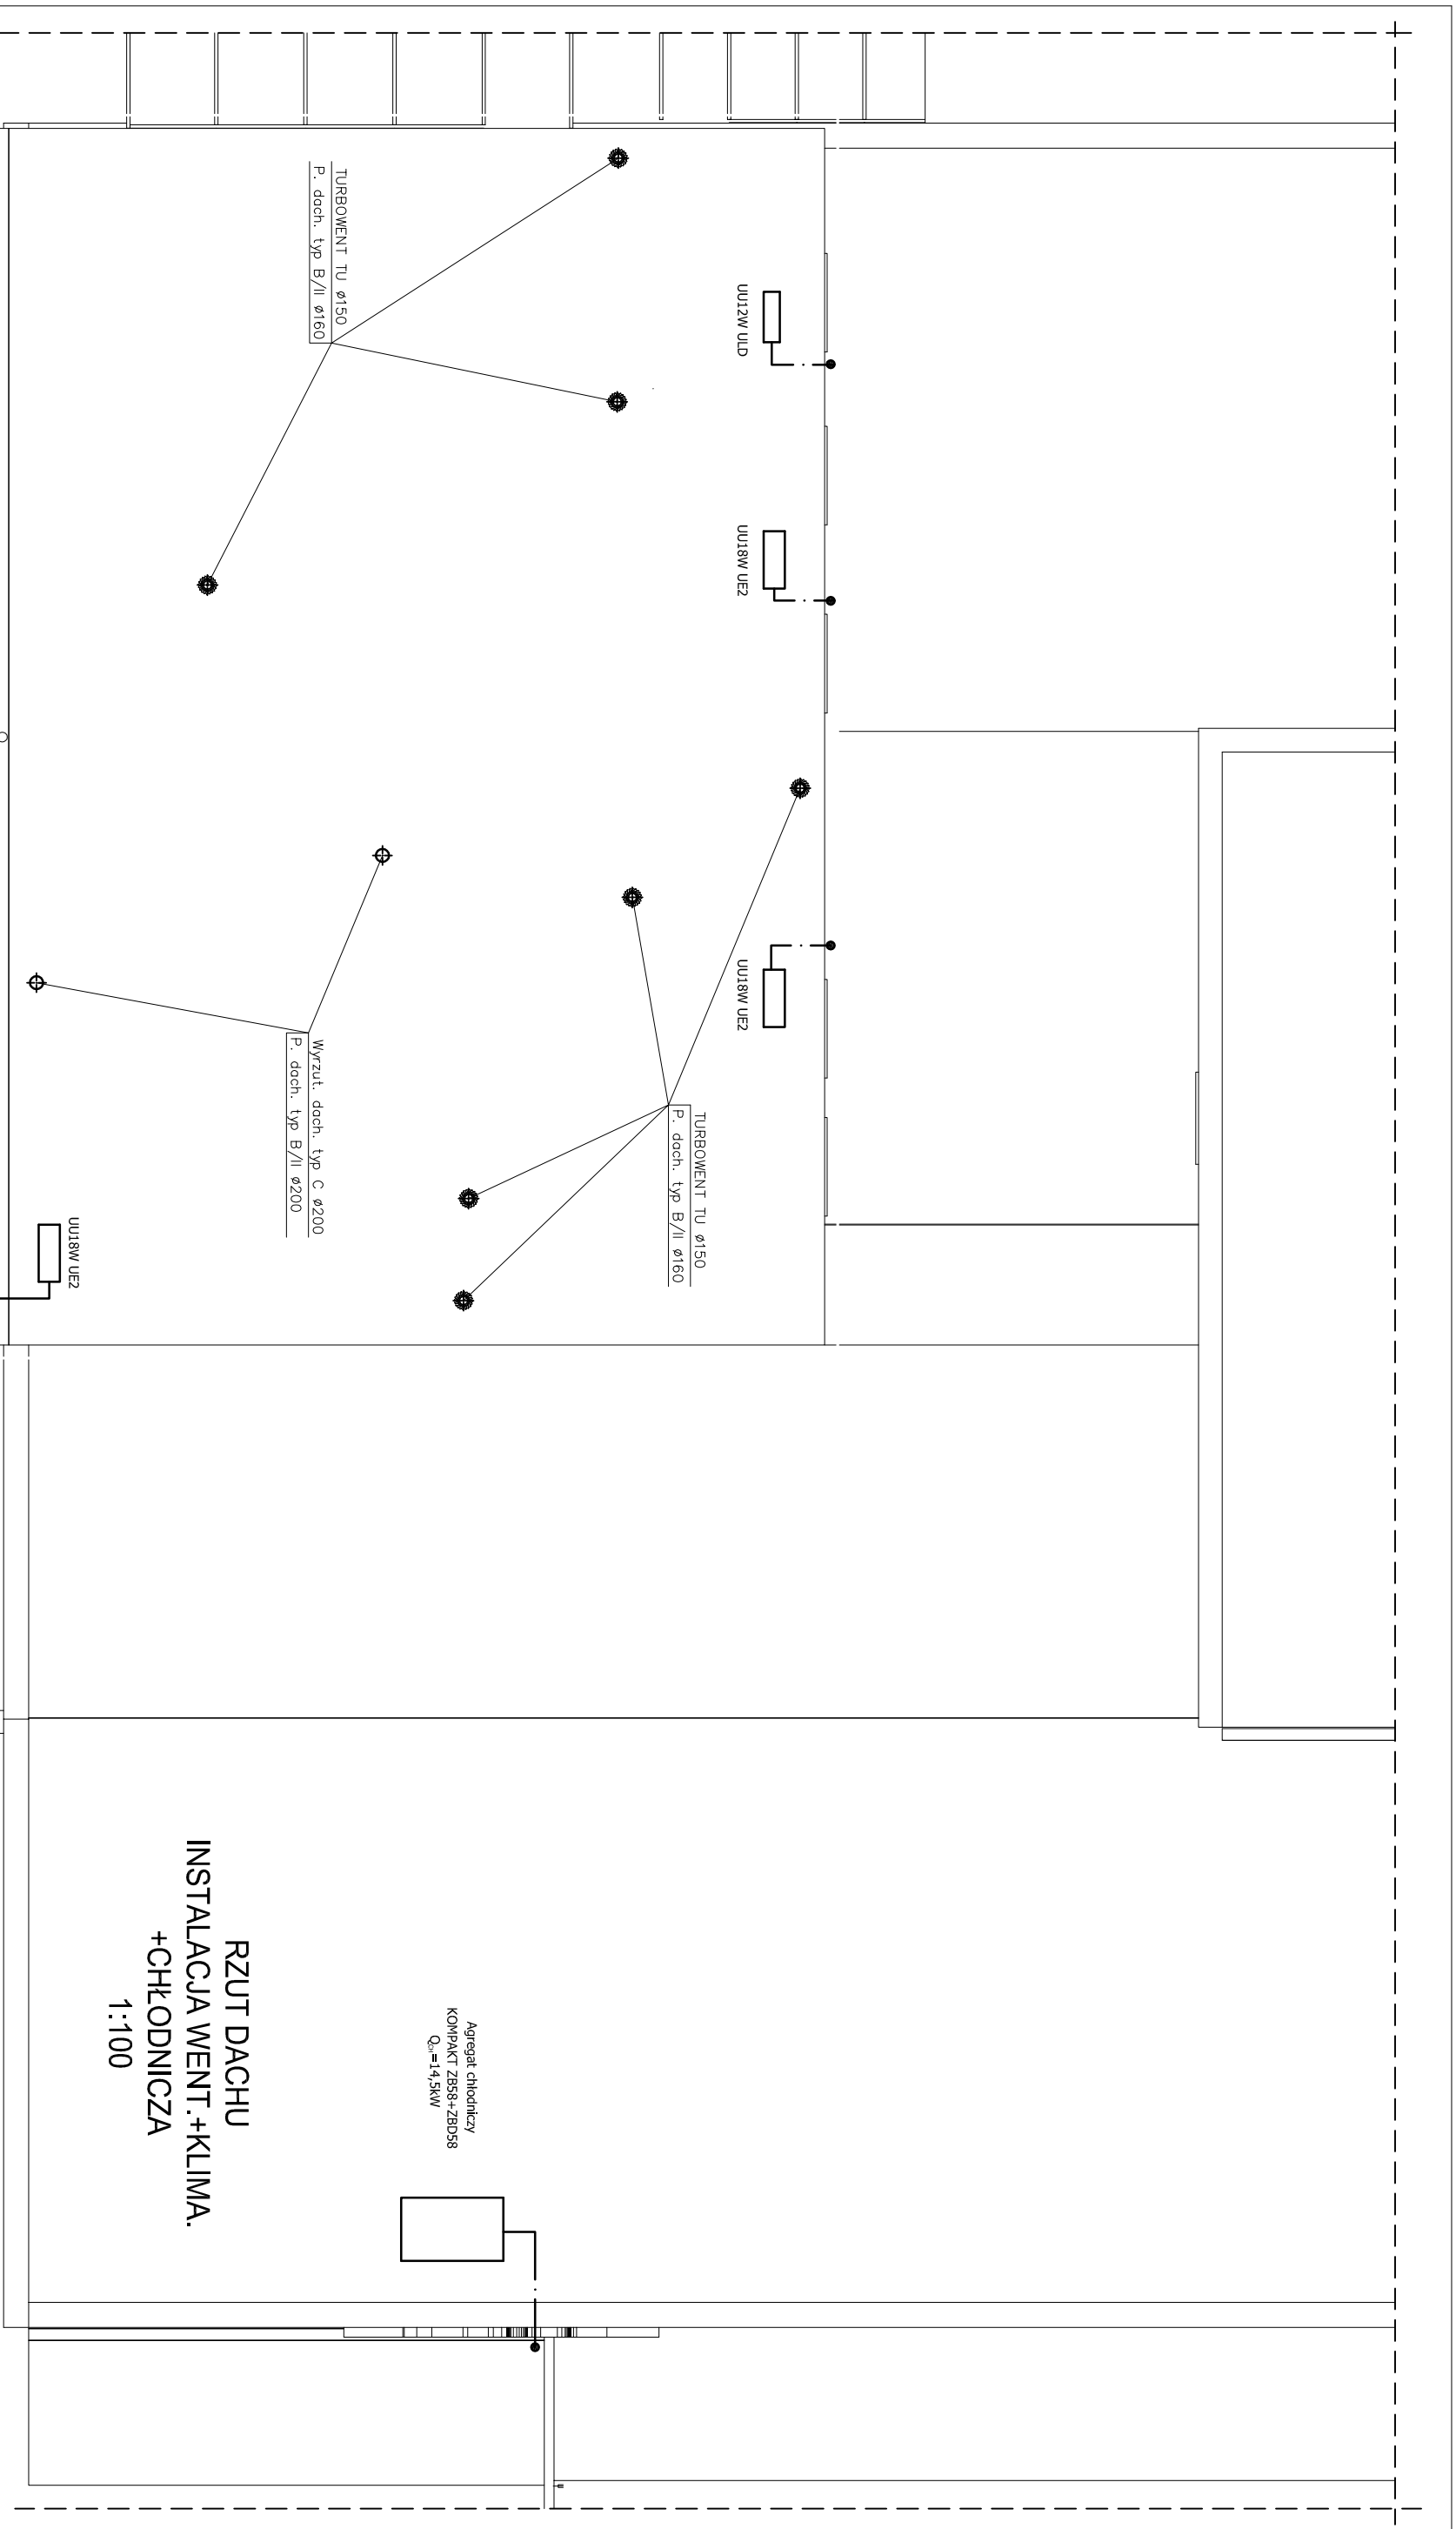 UU12W ULD
UU18W UE2
UU18W UE2
TURBOWENT TU ø150
P. dach. typ B/II ø160
TURBOWENT TU ø150
P. dach. typ B/II ø160
Wyrzut. dach. typ C ø200
P. dach. typ B/II ø200
UU18W UE2
Agregat chłodniczy
KOMPAKT ZB58+ZBD58
QCH=14,5kW
RZUT DACHU
INSTALACJA WENT.+KLIMA.
+CHŁODNICZA
1:100